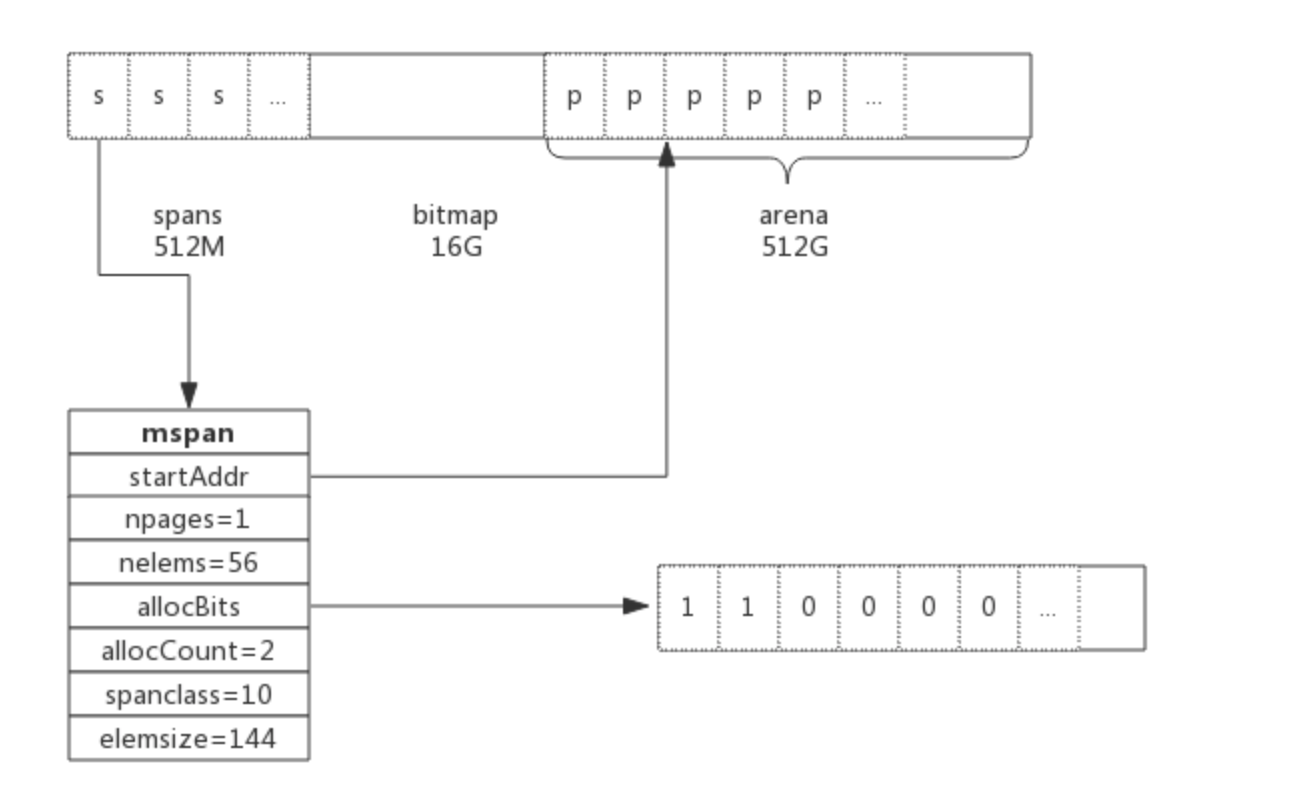 s s s ... p p p p p ...
spans
512M
bitmap
16G
arena
512G
mspan
startAddr
npages=1
nelems=56
allocBits
allocCount=2
spanclass=10
elemsize=144
1 1 0 0 0 0 ...